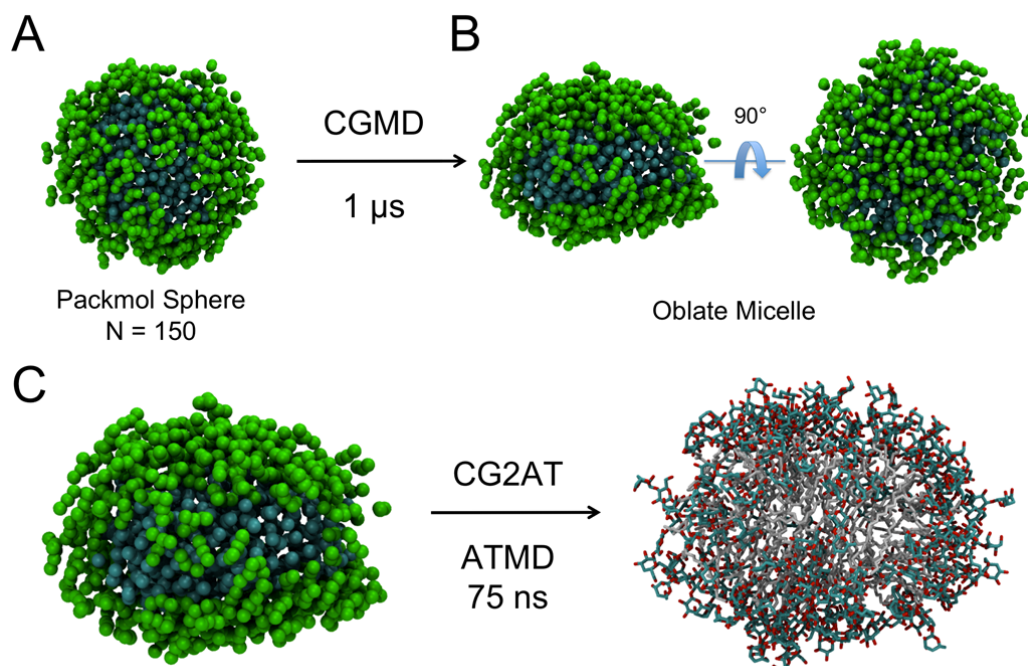 A
B
CGMD
1 µs
90°
Packmol Sphere
N = 150
Oblate Micelle
C
CG2AT
ATMD
75 ns